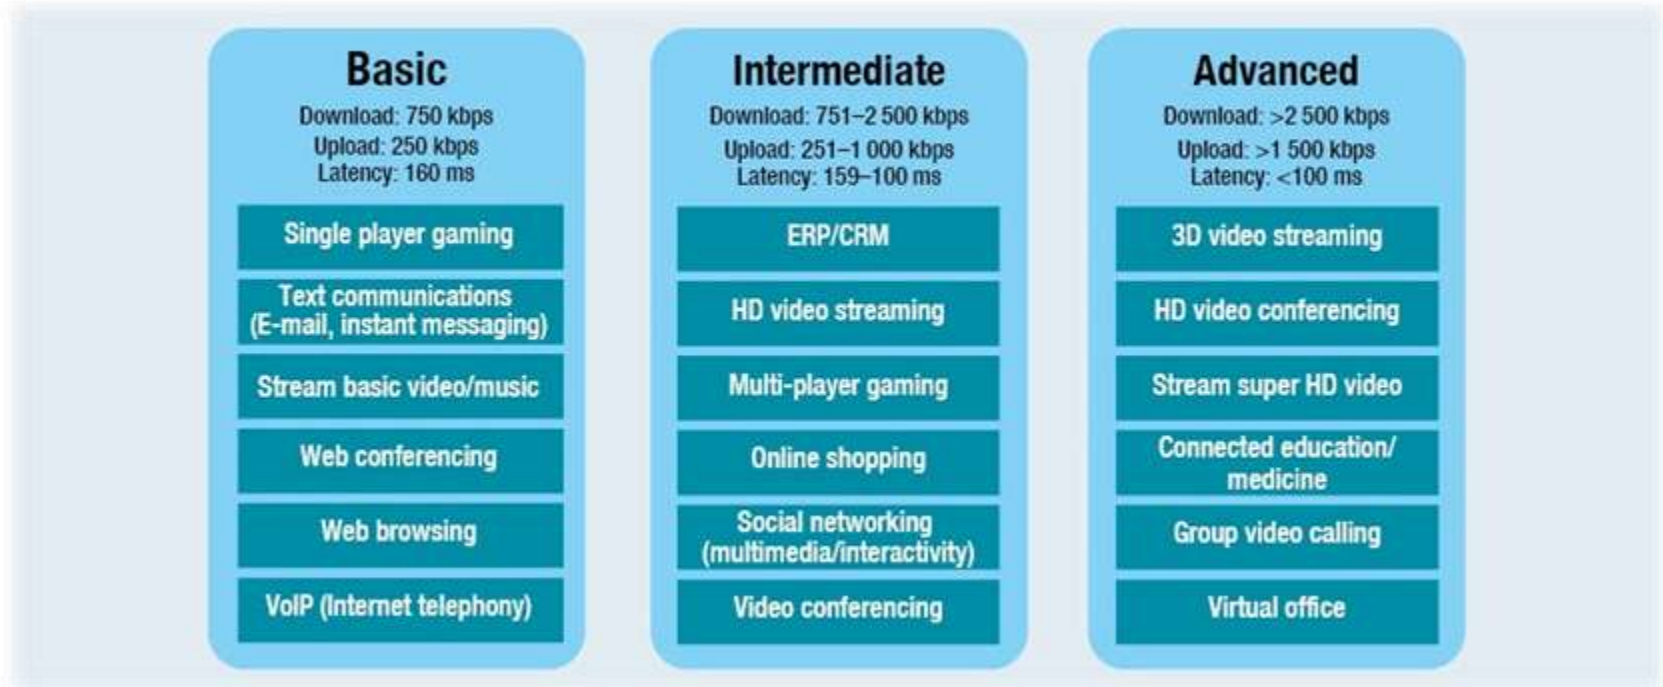 Basic
Download: 750 kbps
Upload: 250 kbps
Latency: 160 ms
Single player gaming
Text communications
(E-mail, instant messaging)
Stream basic video/music
Web conferencing
Web browsing
VoIP (Internet telephony)
Intermediate
Download: 751–2 500 kbps
Upload: 251–1 000 kbps
Latency: 159–100 ms
ERP/CRM
HD video streaming
Multi-player gaming
Online shopping
Social networking
(multimedia/interactivity)
Video conferencing
Advanced
Download: >2 500 kbps
Upload: >1 500 kbps
Latency: <100 ms
3D video streaming
HD video conferencing
Stream super HD video
Connected education/
medicine
Group video calling
Virtual office